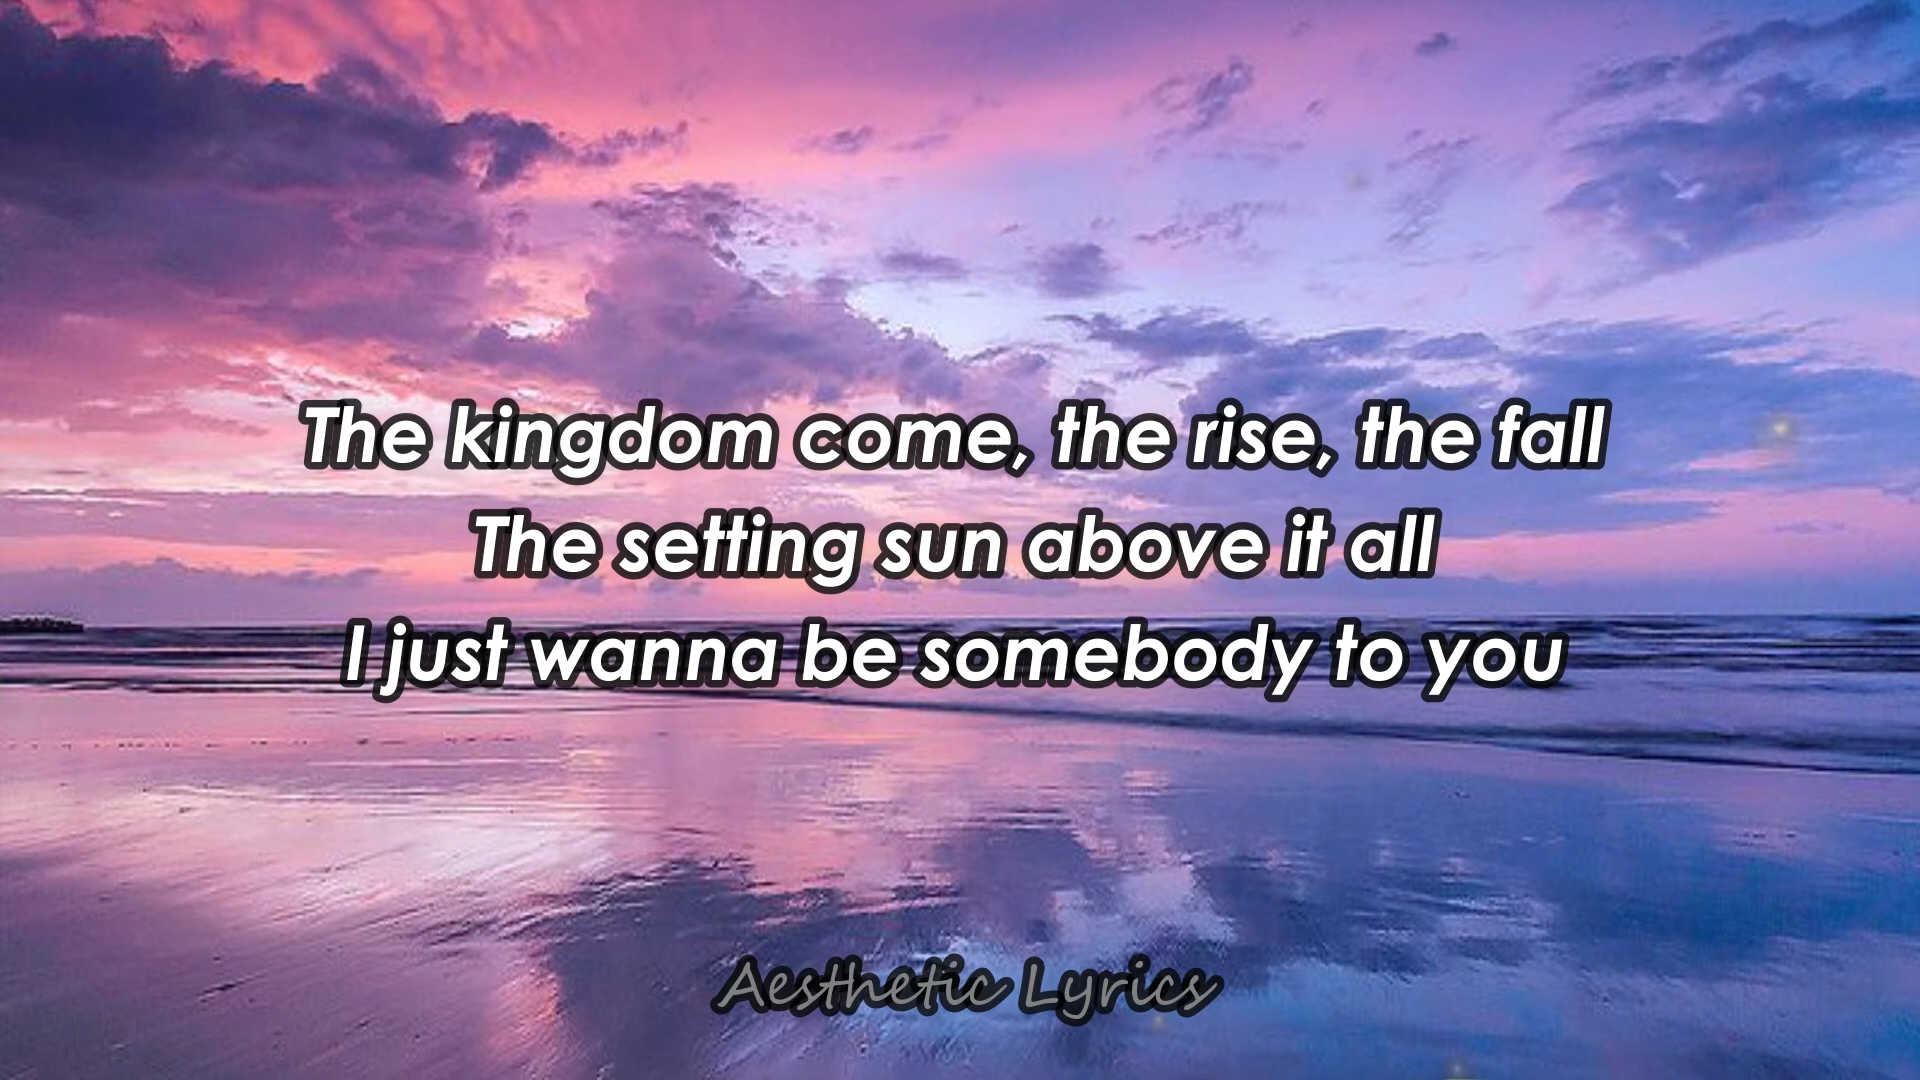 The kingdom come, the rise, the fall
The setting sun above it all
I just wanna be somebody to you
Aesthetic Lyrics